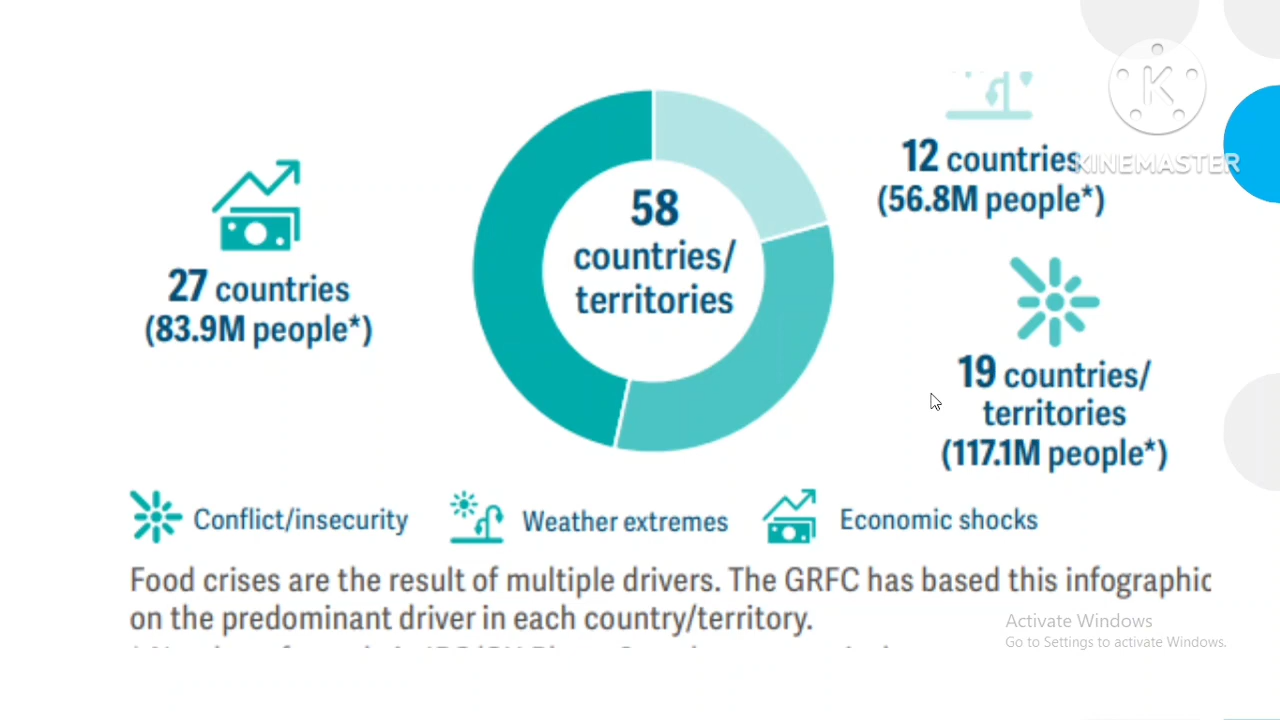 58
countries/
territories
27 countries
(83.9M people*)
12 countries
(56.8M people*)
19 countries/
territories
(117.1M people*)
K
KINEMASTER
Conflict/insecurity
Weather extremes
Economic shocks
Food crises are the result of multiple drivers. The GRFC has based this infographic
on the predominant driver in each country/territory.
Activate Windows
Go to Settings to activate Windows.